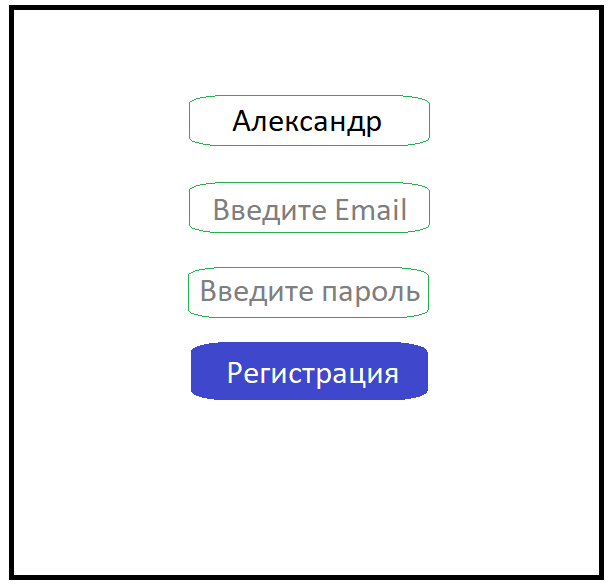 Александр
Введите Email
Введите пароль
Регистрация